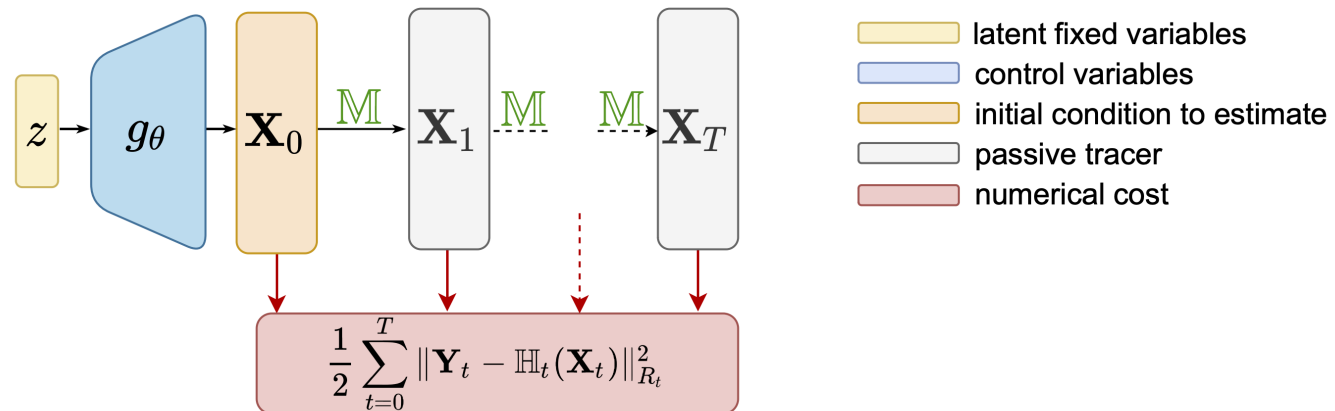 z
g_θ
X_0
𝕄
X_1
𝕄
𝕄
X_T
1/2 ∑_{t=0}^{T} ‖Y_t − ℍ_t(X_t)‖²_{R_t}
latent fixed variables
control variables
initial condition to estimate
passive tracer
numerical cost